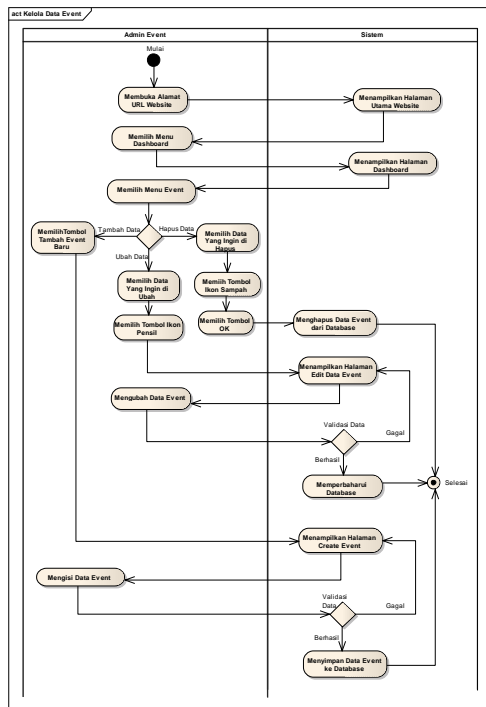 act Kelola Data Event
Admin Event
Sistem
Mulai
Membuka Alamat
URL Website
Menampilkan Halaman
Utama Website
Memilih Menu
Dashboard
Menampilkan Halaman
Dashboard
Memilih Menu Event
MemilihTombol
Tambah Event
Baru
Tambah Data
Hapus Data
Memilih Data
Yang Ingin di
Hapus
Ubah Data
Memilih Data
Yang Ingin di
Ubah
Memiih Tombol
Ikon Sampah
Memilih Tombol Ikon
Pensil
Memilih Tombol
OK
Menghapus Data Event
dari Database
Menampilkan Halaman
Edit Data Event
Mengubah Data Event
Validasi Data
Gagal
Berhasil
Memperbaharui
Database
Selesai
Menampilkan Halaman
Create Event
Mengisi Data Event
Validasi
Data
Gagal
Berhasil
Menyimpan Data Event
ke Database